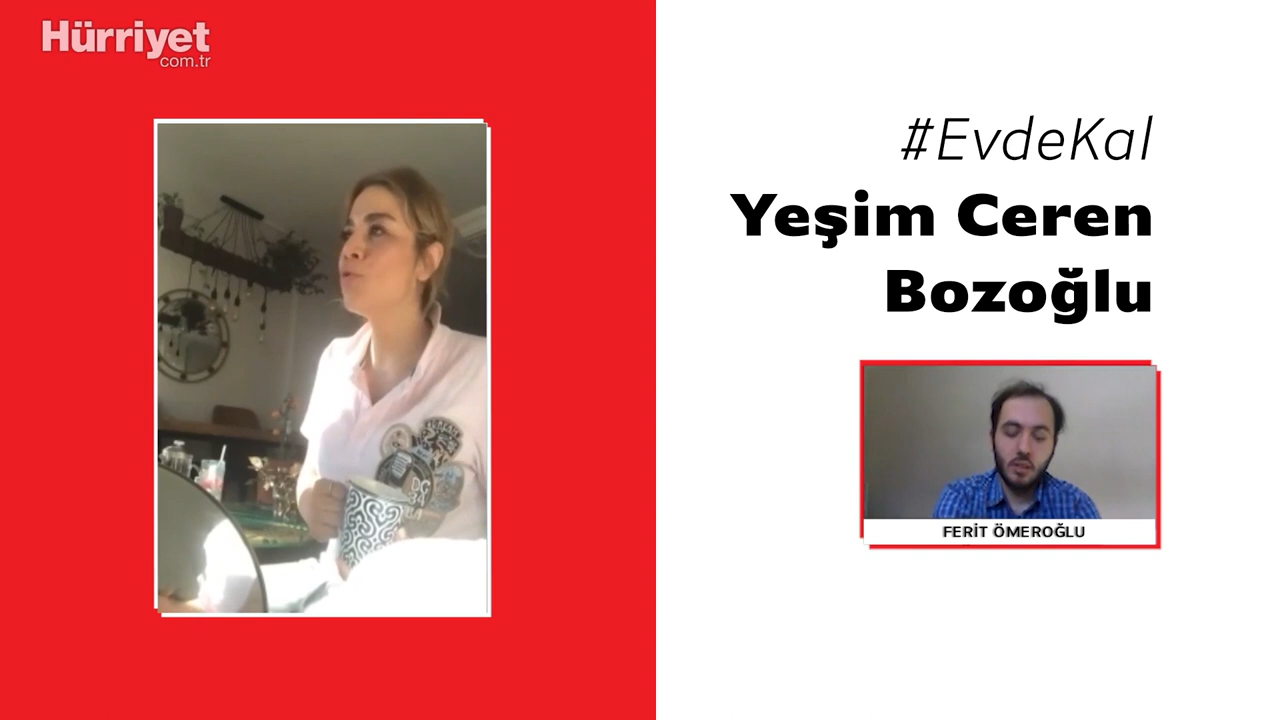 Hürriyet
com.tr
#EvdeKal
Yeşim Ceren
Bozoğlu
FERİT ÖMEROĞLU